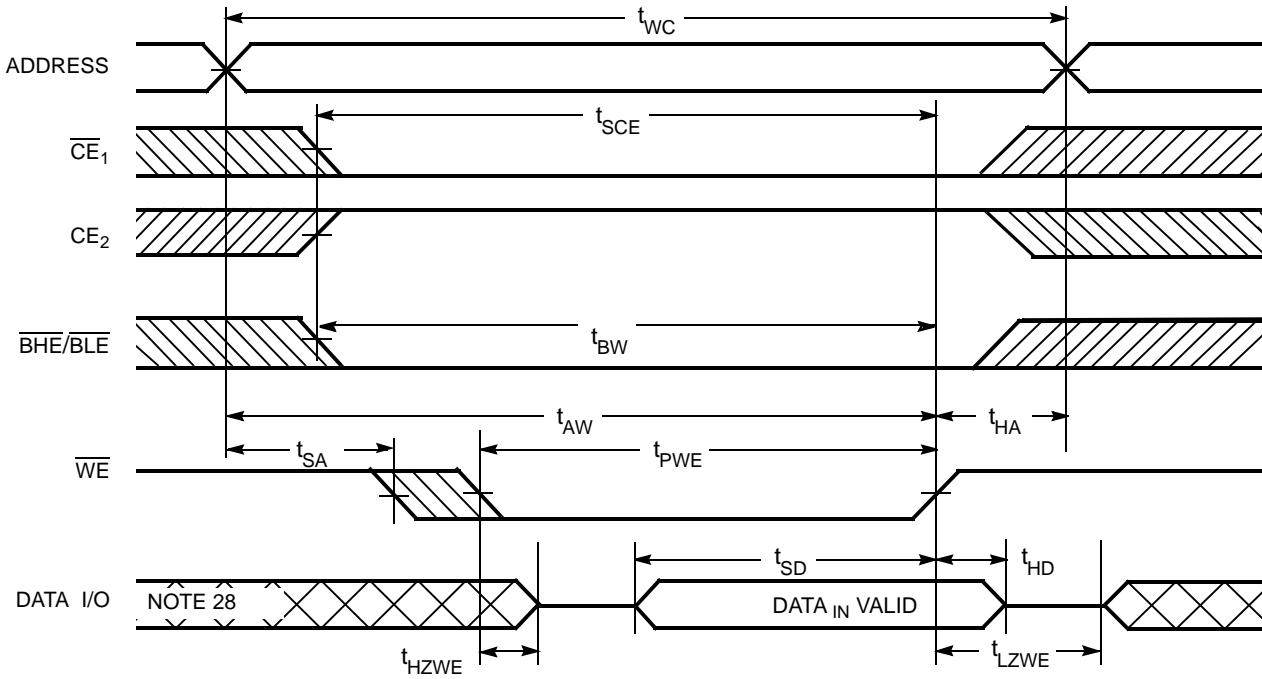 tWC
ADDRESS
tSCE
CE1
CE2
tBW
BHE/BLE
tAW
tHA
tSA
tPWE
WE
tSD
tHD
DATA I/O
NOTE 28
DATA IN VALID
tHZWE
tLZWE